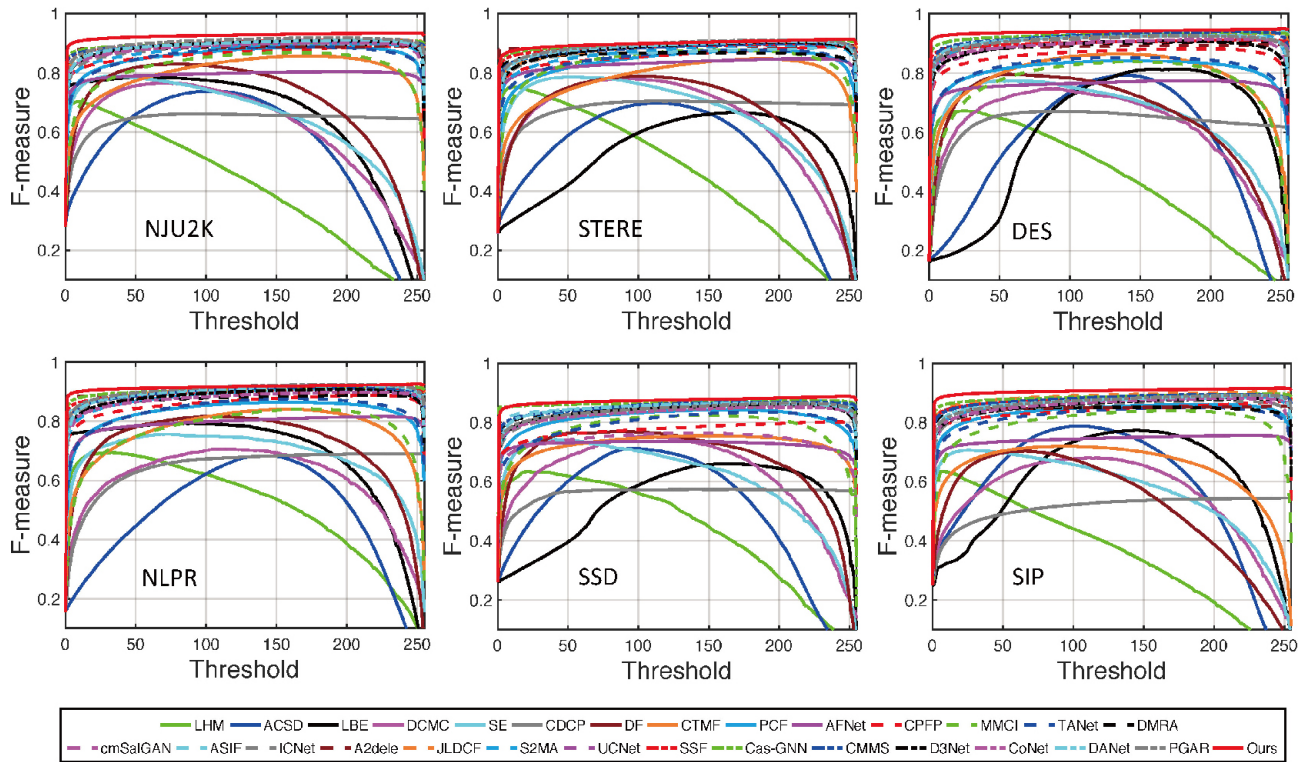 F-measure
1
0.8
0.6
0.4
0.2
NJU2K
0 50 100 150 200 250
Threshold
F-measure
1
0.8
0.6
0.4
0.2
STERE
0 50 100 150 200 250
Threshold
F-measure
1
0.8
0.6
0.4
0.2
DES
0 50 100 150 200 250
Threshold
F-measure
1
0.8
0.6
0.4
0.2
NLPR
0 50 100 150 200 250
Threshold
F-measure
1
0.8
0.6
0.4
0.2
SSD
0 50 100 150 200 250
Threshold
F-measure
1
0.8
0.6
0.4
0.2
SIP
0 50 100 150 200 250
Threshold
LHM ACSD LBE DCMC SE CDCP DF CTMF PCF AFNet CPFP MMCI TANet DMRA
cmSalGAN ASIF ICNet A2dele JLDCF S2MA UCNet SSF Cas-GNN CMMS D3Net CoNet DANet PGAR Ours